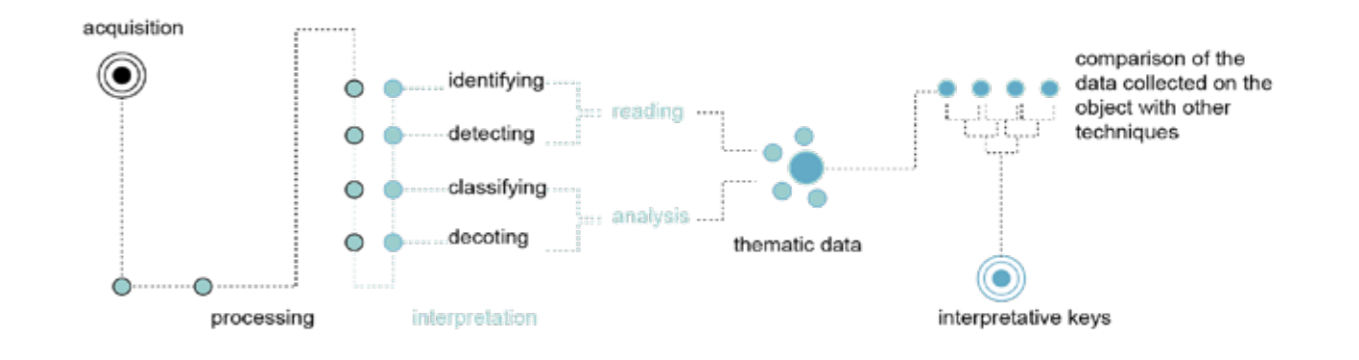 acquisition
identifying
detecting
classifying
decoting
reading
analysis
processing
interpretation
thematic data
comparison of the
data collected on the
object with other
techniques
interpretative keys